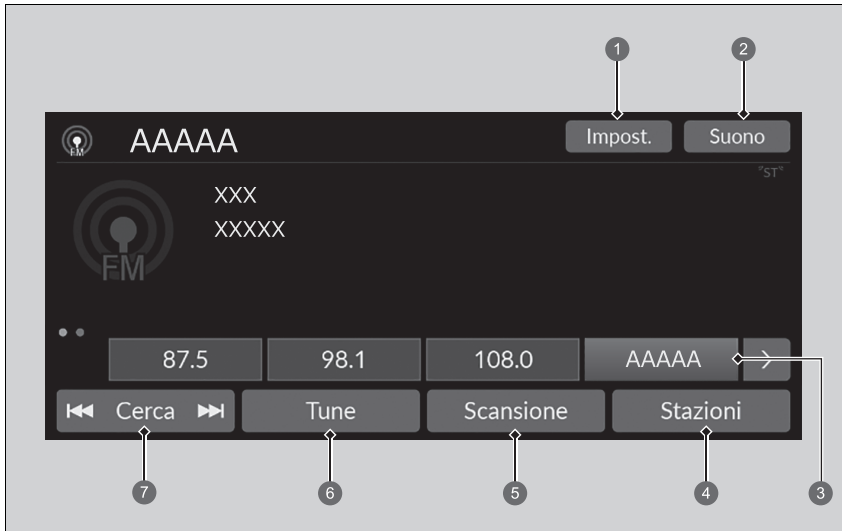 1 2
FM AAAAA Impost. Suono
"ST"
XXX
XXXXX
FM
87.5 98.1 108.0 AAAAA >
Cerca Tune Scansione Stazioni
7 6 5 4 3